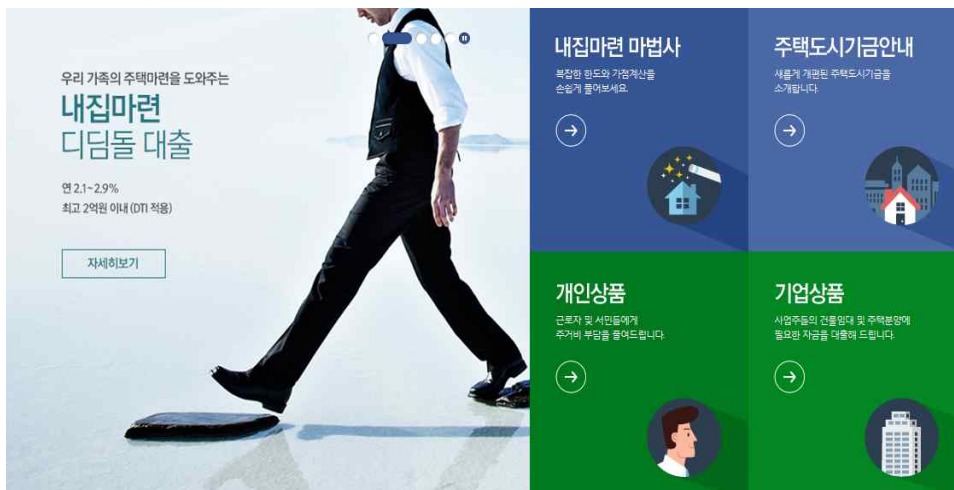 우리 가족의 주택마련을 도와주는
내집마련
디딤돌 대출
연 2.1~2.9%
최고 2억원 이내 (DTI 적용)
자세히보기
내집마련 마법사
복잡한 한도와 가점계산을
손쉽게 풀어보세요.
주택도시기금안내
새롭게 개편된 주택도시기금을
소개합니다.
개인상품
근로자 및 서민들에게
주거비 부담을 줄여드립니다.
기업상품
사업주들의 건물임대 및 주택분양에
필요한 자금을 대출해 드립니다.